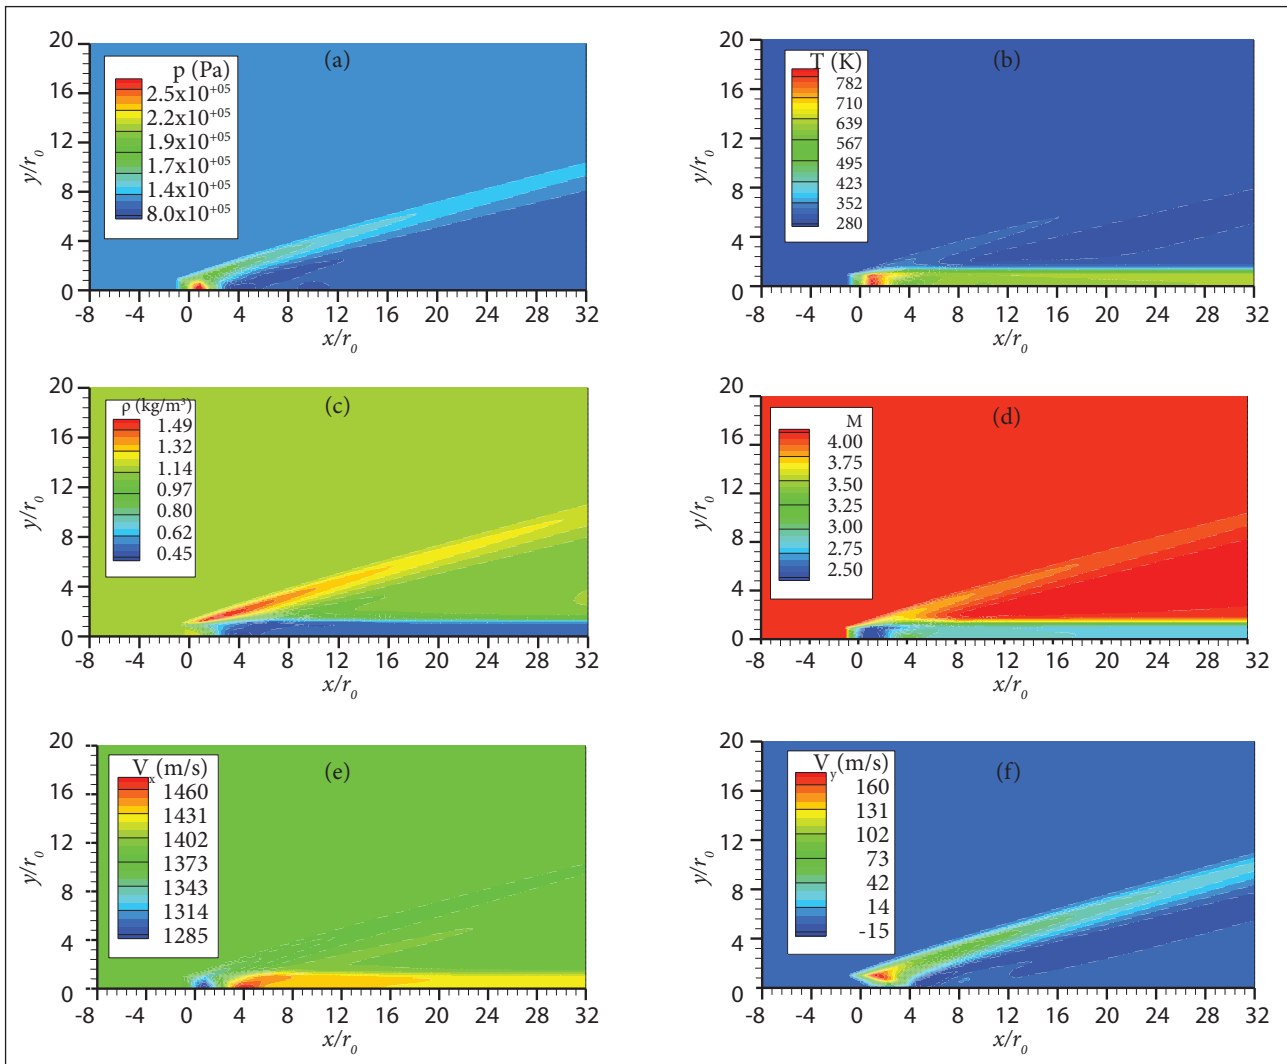 (a)
p (Pa)
2.5x10+05
2.2x10+05
1.9x10+05
1.7x10+05
1.4x10+05
8.0x10+05
20
16
12
8
4
0
y/r0
-8 -4 0 4 8 12 16 20 24 28 32
x/r0
(b)
T (K)
782
710
639
567
495
423
352
280
20
16
12
8
4
0
y/r0
-8 -4 0 4 8 12 16 20 24 28 32
x/r0
(c)
ρ (kg/m3)
1.49
1.32
1.14
0.97
0.80
0.62
0.45
20
16
12
8
4
0
y/r0
-8 -4 0 4 8 12 16 20 24 28 32
x/r0
(d)
M
4.00
3.75
3.50
3.25
3.00
2.75
2.50
20
16
12
8
4
0
y/r0
-8 -4 0 4 8 12 16 20 24 28 32
x/r0
(e)
Vx (m/s)
1460
1431
1402
1373
1343
1314
1285
20
16
12
8
4
0
y/r0
-8 -4 0 4 8 12 16 20 24 28 32
x/r0
(f)
Vy (m/s)
160
131
102
73
42
14
-15
20
16
12
8
4
0
y/r0
-8 -4 0 4 8 12 16 20 24 28 32
x/r0